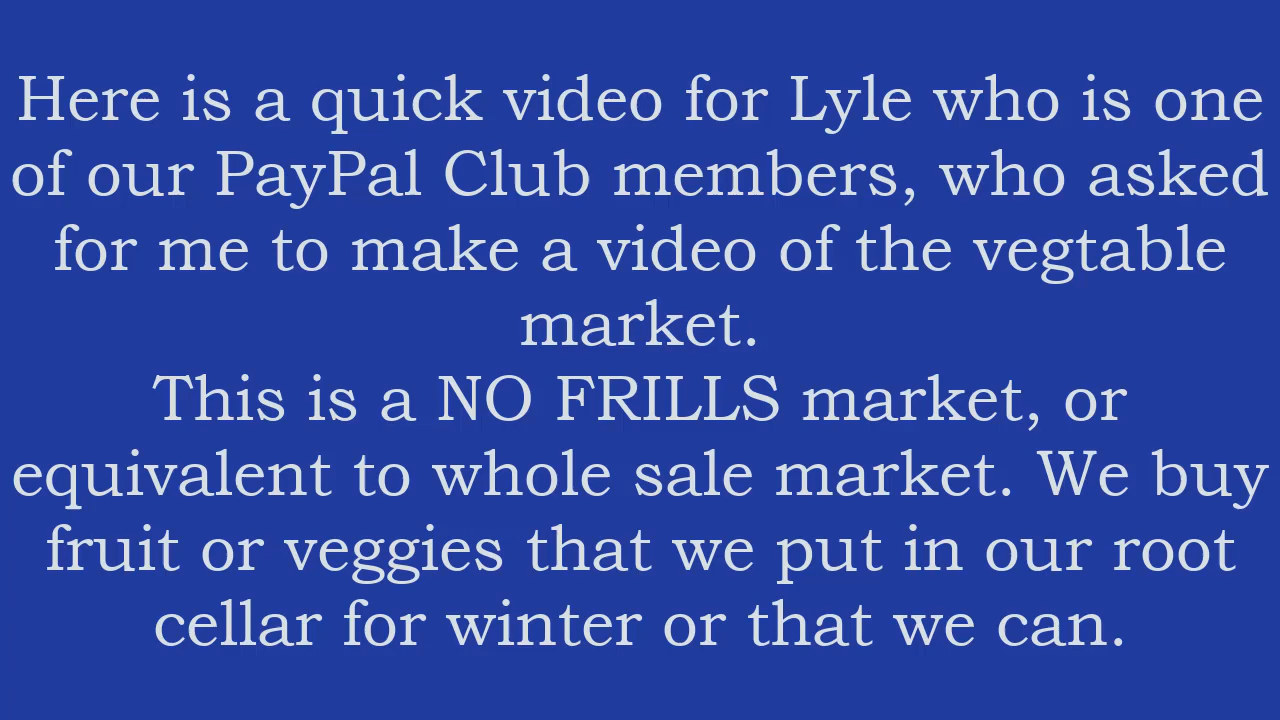 Here is a quick video for Lyle who is one
of our PayPal Club members, who asked
for me to make a video of the vegtable
market.
This is a NO FRILLS market, or
equivalent to whole sale market. We buy
fruit or veggies that we put in our root
cellar for winter or that we can.